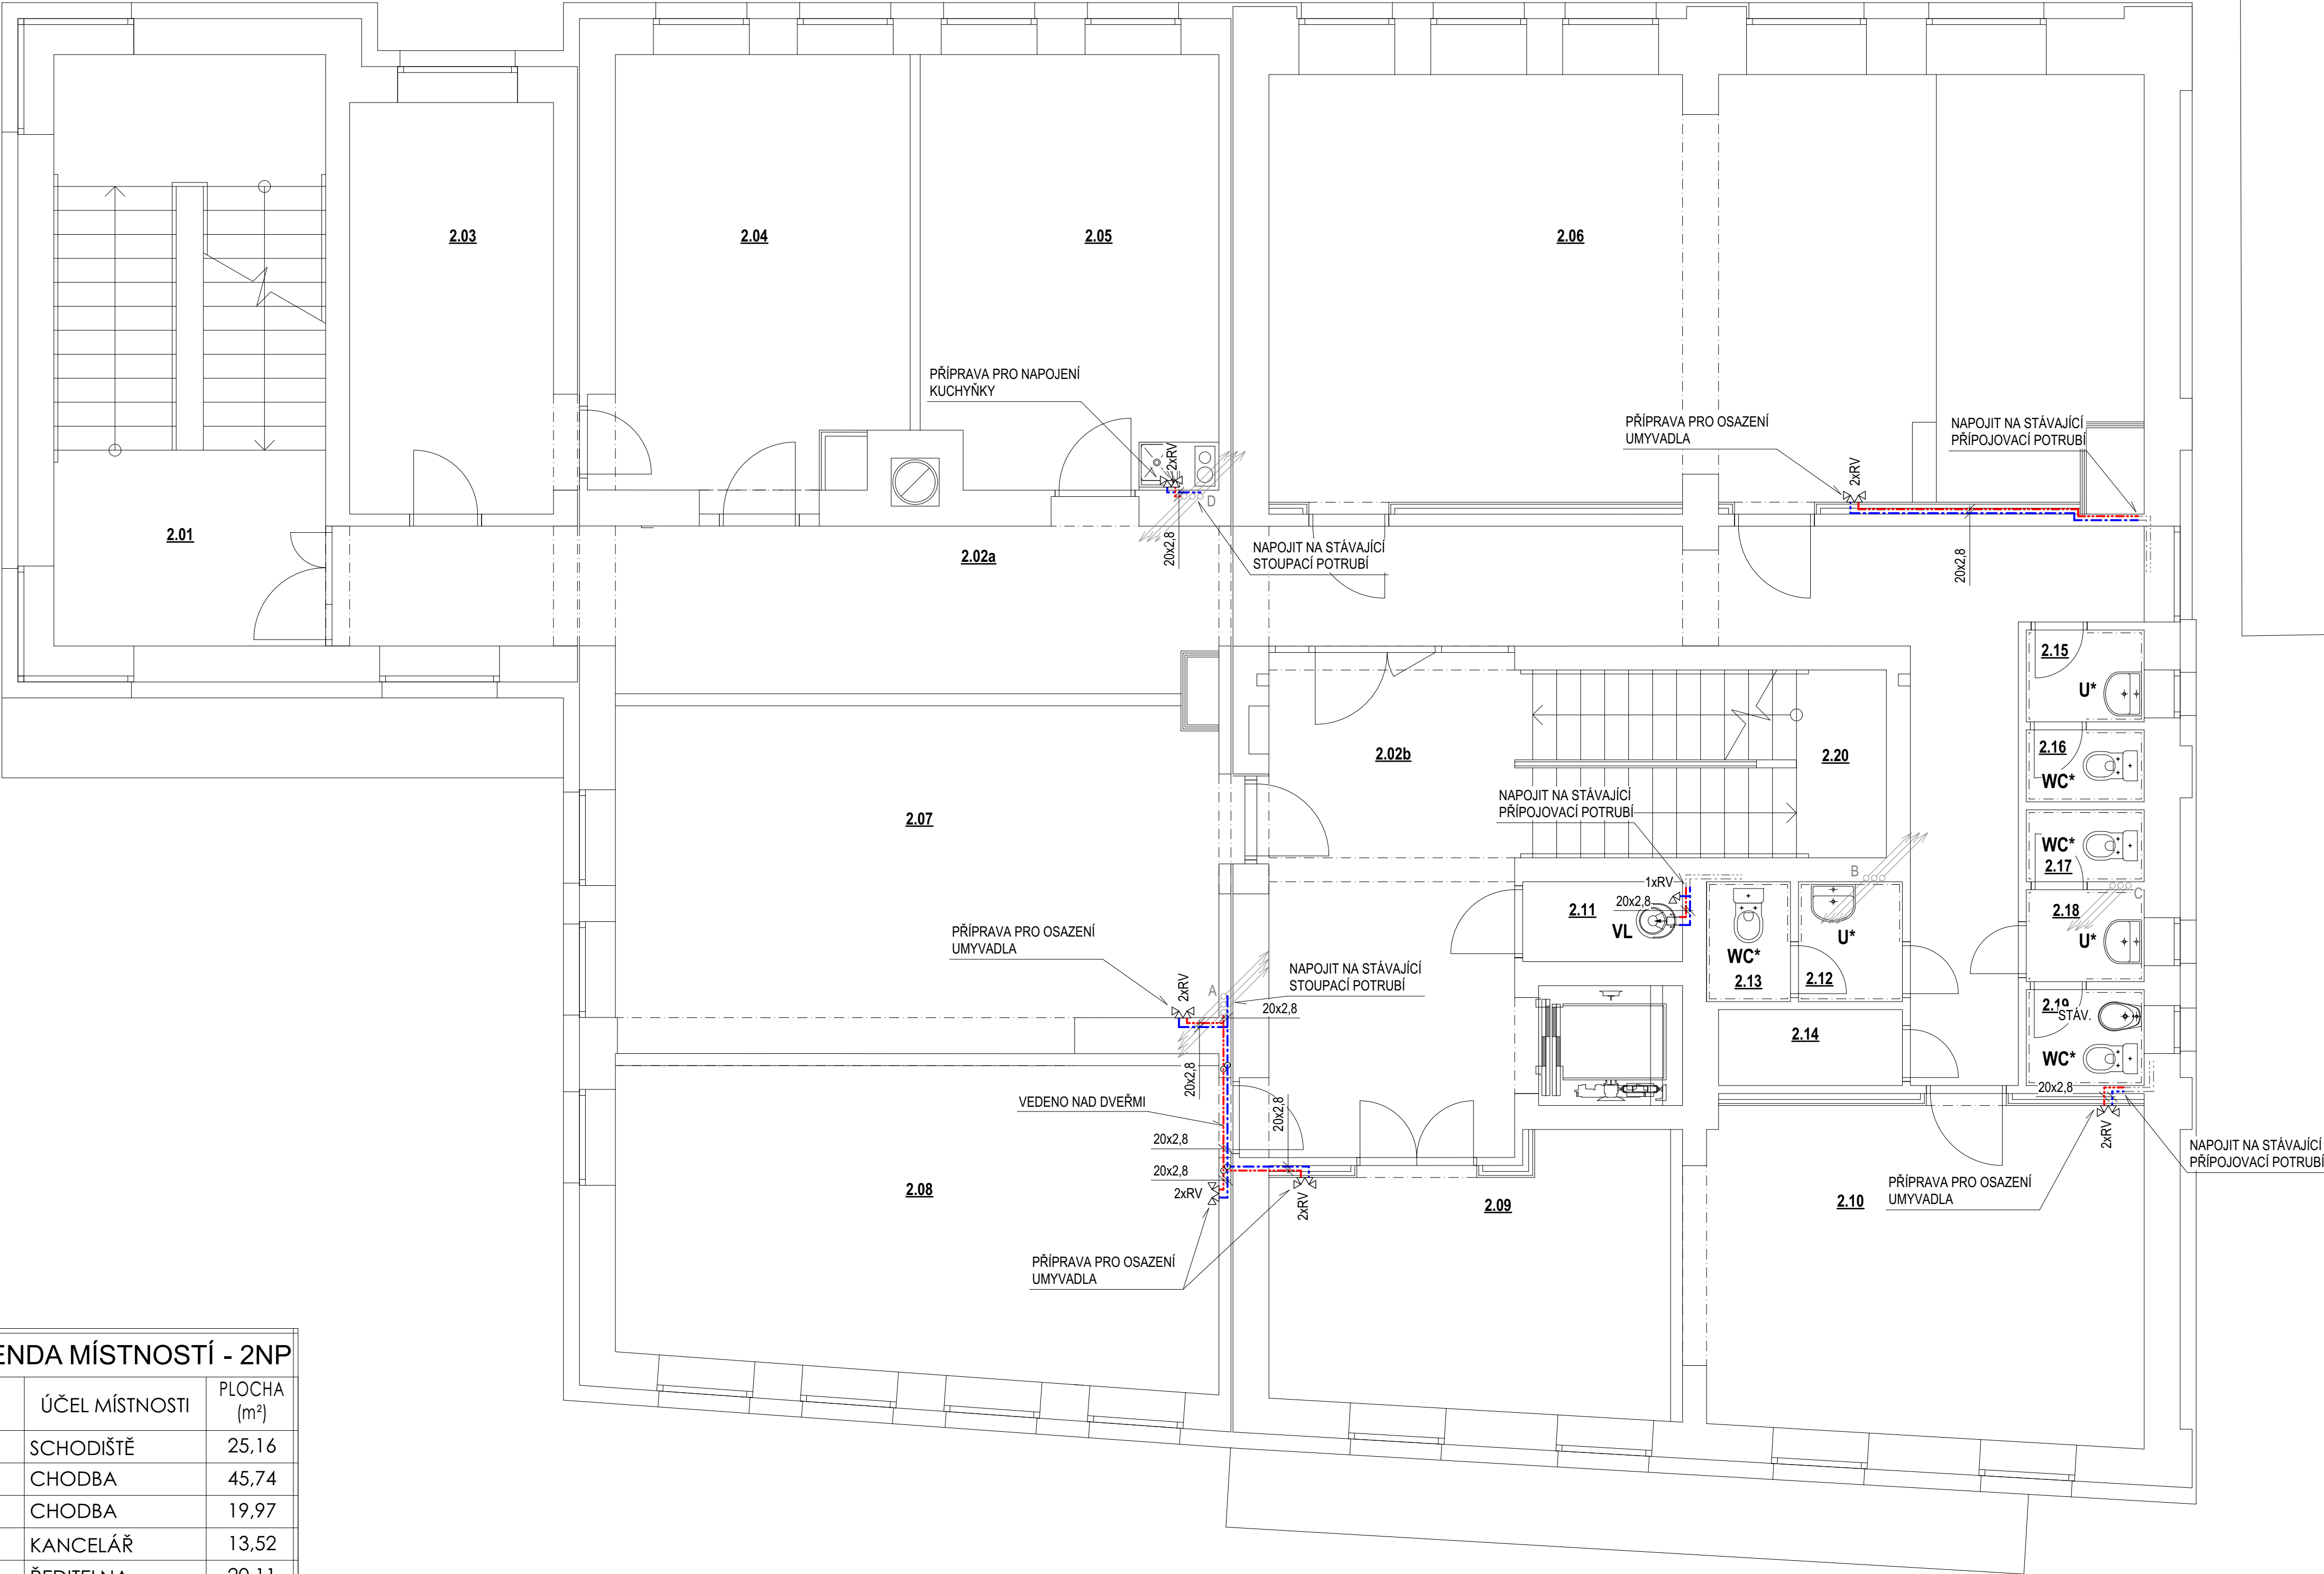 2.03
2.04
2.05
2.06
PŘÍPRAVA PRO NAPOJENÍ
KUCHYŇKY
2xRV
D
20x2,8
PŘÍPRAVA PRO OSAZENÍ
UMYVADLA
2xRV
NAPOJIT NA STÁVAJÍCÍ
PŘÍPOJOVACÍ POTRUBÍ
20x2,8
2.01
2.02a
NAPOJIT NA STÁVAJÍCÍ
STOUPACÍ POTRUBÍ
2.15
U*
2.16
WC*
WC*
2.17
C
2.18
U*
2.19
STÁV.
WC*
20x2,8
2.02b
2.20
2.07
NAPOJIT NA STÁVAJÍCÍ
PŘÍPOJOVACÍ POTRUBÍ
1xRV
20x2,8
2.11
VL
B
WC*
2.13
U*
2.12
2.14
PŘÍPRAVA PRO OSAZENÍ
UMYVADLA
2xRV
A
NAPOJIT NA STÁVAJÍCÍ
STOUPACÍ POTRUBÍ
20x2,8
20x2,8
VEDENO NAD DVEŘMI
20x2,8
20x2,8
20x2,8
2xRV
2xRV
2.08
2.09
2.10
PŘÍPRAVA PRO OSAZENÍ
UMYVADLA
PŘÍPRAVA PRO OSAZENÍ
UMYVADLA
2xRV
NAPOJIT NA STÁVAJÍCÍ
PŘÍPOJOVACÍ POTRUBÍ
ENDA MÍSTNOSTÍ - 2NP
ÚČEL MÍSTNOSTI PLOCHA
(m²)
SCHODIŠTĚ 25,16
CHODBA 45,74
CHODBA 19,97
KANCELÁŘ 13,52
ŘEDITELNA 20,11